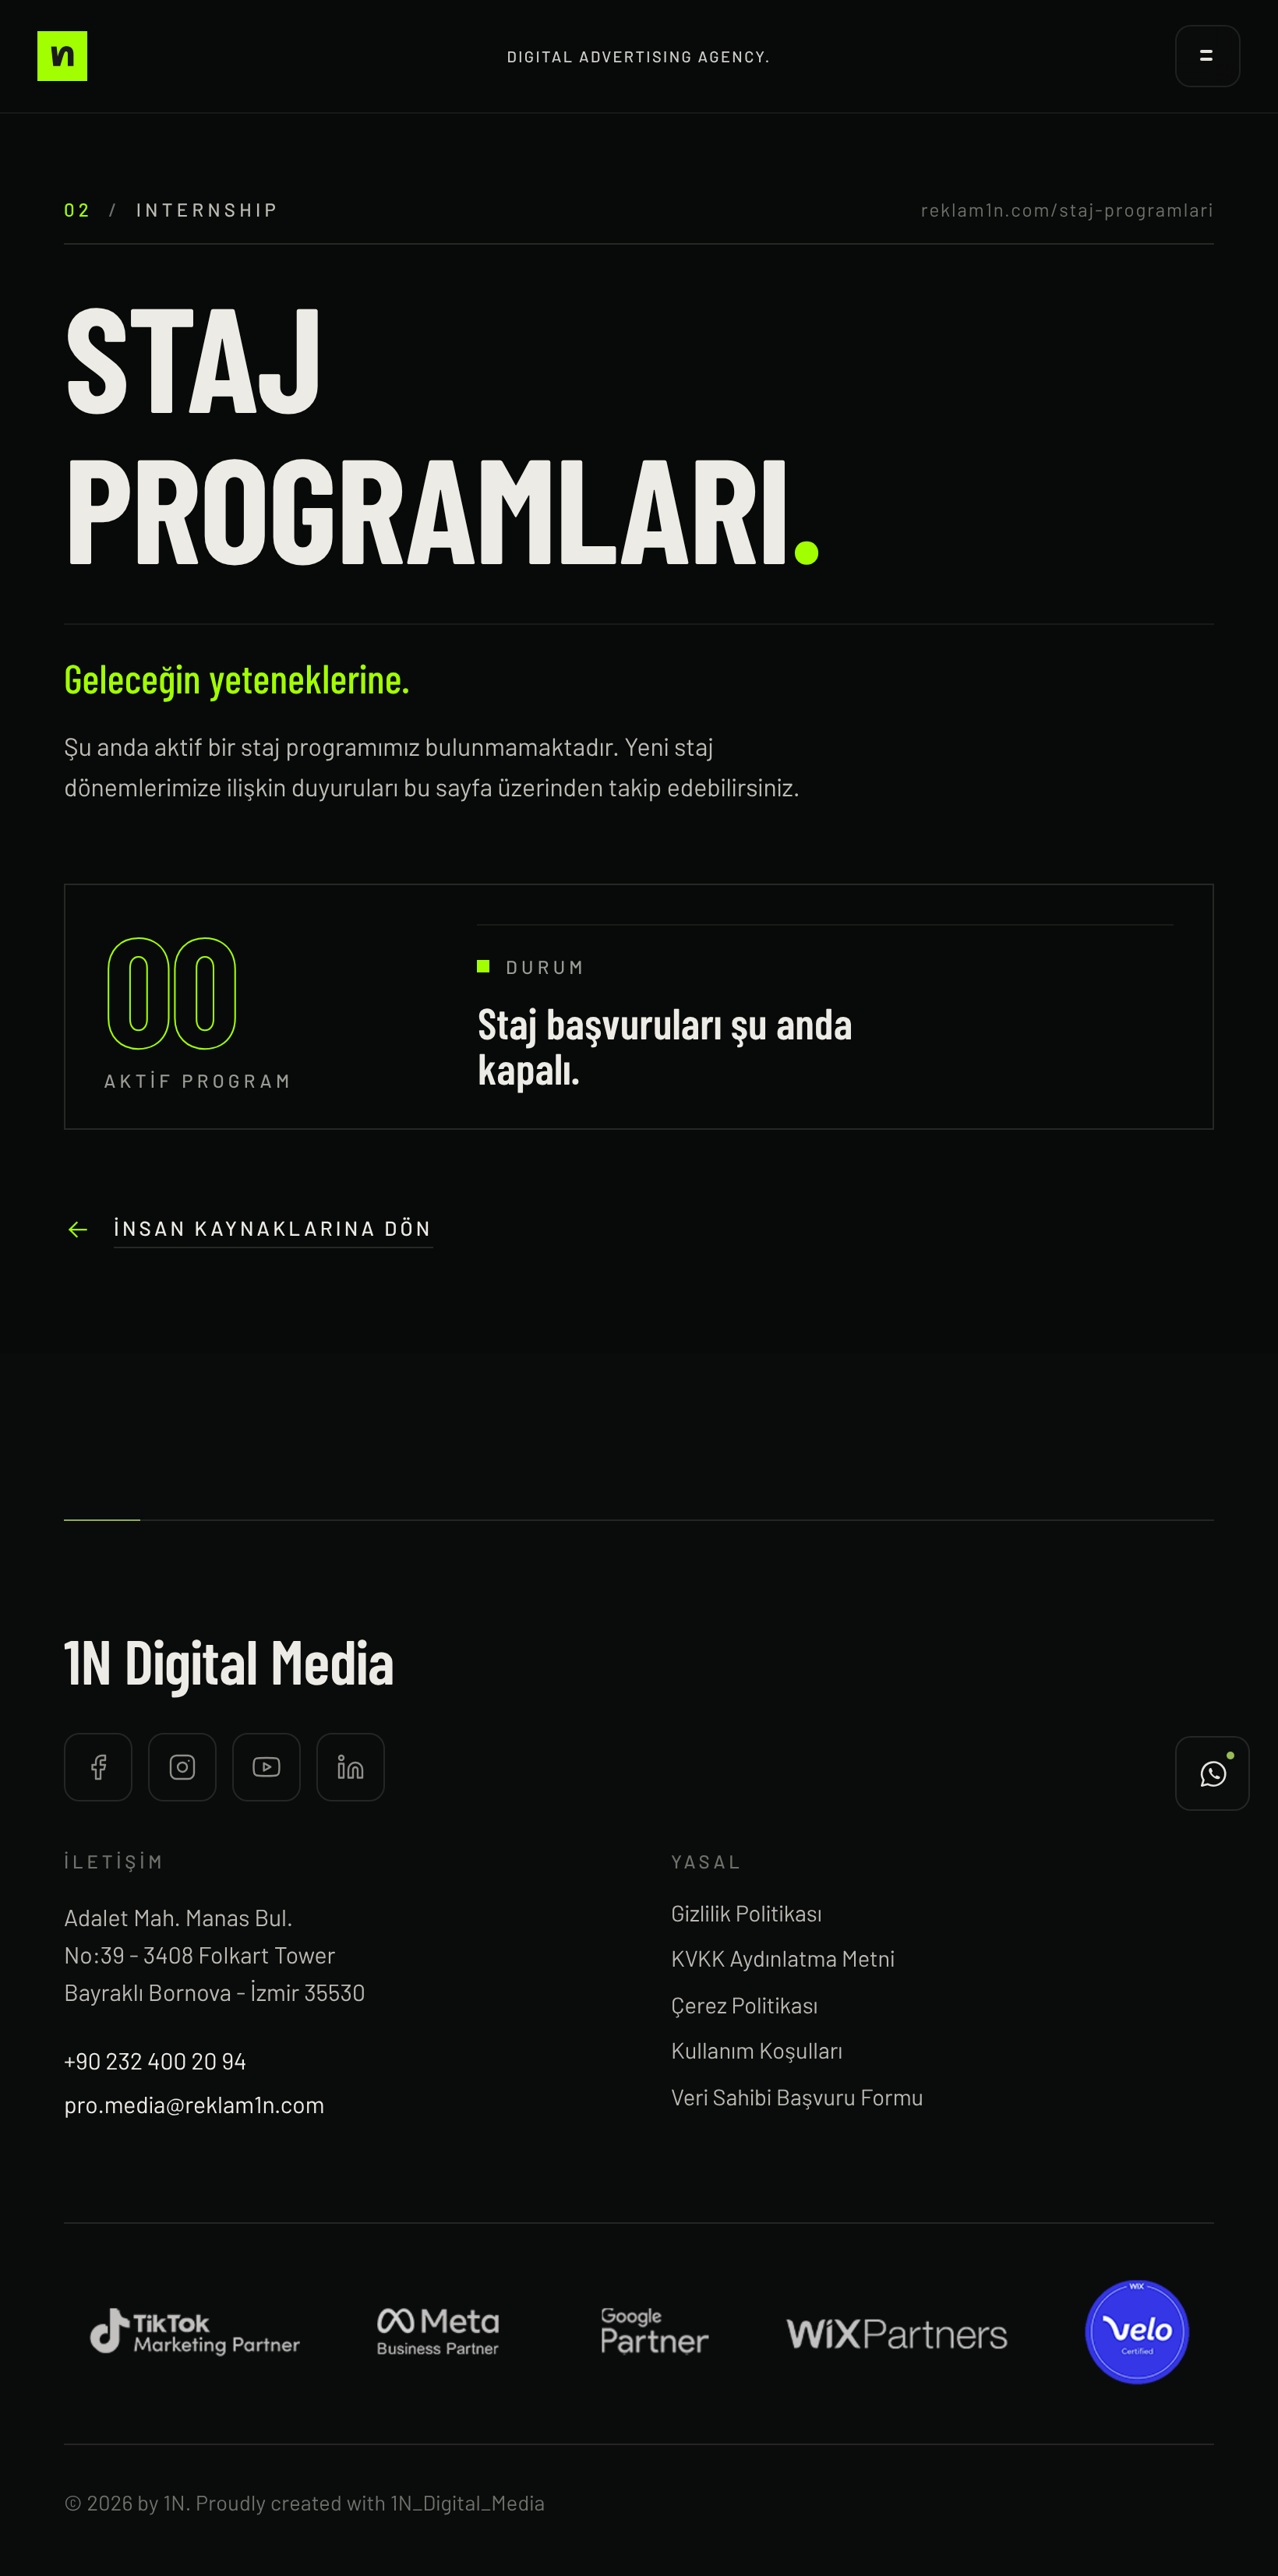 n
DIGITAL ADVERTISING AGENCY.
02 / INTERNSHIP
reklam1n.com/staj-programlari
STAJ
PROGRAMLARI.
Geleceğin yeteneklerine.
Şu anda aktif bir staj programımız bulunmamaktadır. Yeni staj
dönemlerimize ilişkin duyuruları bu sayfa üzerinden takip edebilirsiniz.
00
AKTİF PROGRAM
DURUM
Staj başvuruları şu anda
kapalı.
← İNSAN KAYNAKLARINA DÖN
1N Digital Media
İLETİŞİM
Adalet Mah. Manas Bul.
No:39 - 3408 Folkart Tower
Bayraklı Bornova - İzmir 35530
+90 232 400 20 94
pro.media@reklam1n.com
YASAL
Gizlilik Politikası
KVKK Aydınlatma Metni
Çerez Politikası
Kullanım Koşulları
Veri Sahibi Başvuru Formu
TikTok
Marketing Partner
Meta
Business Partner
Google
Partner
WiXPartners
WIX
velo
Certified
© 2026 by 1N. Proudly created with 1N_Digital_Media